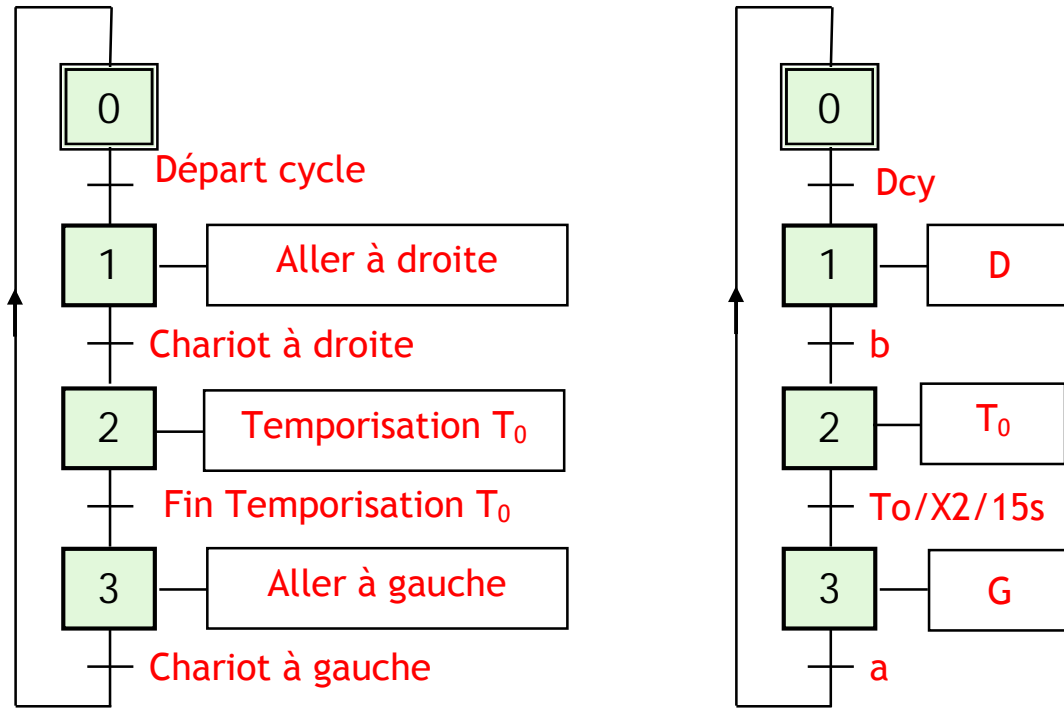 0
Départ cycle
1
Aller à droite
Chariot à droite
2
Temporisation T₀
Fin Temporisation T₀
3
Aller à gauche
Chariot à gauche
0
Dcy
1
D
b
2
T₀
To/X2/15s
3
G
a